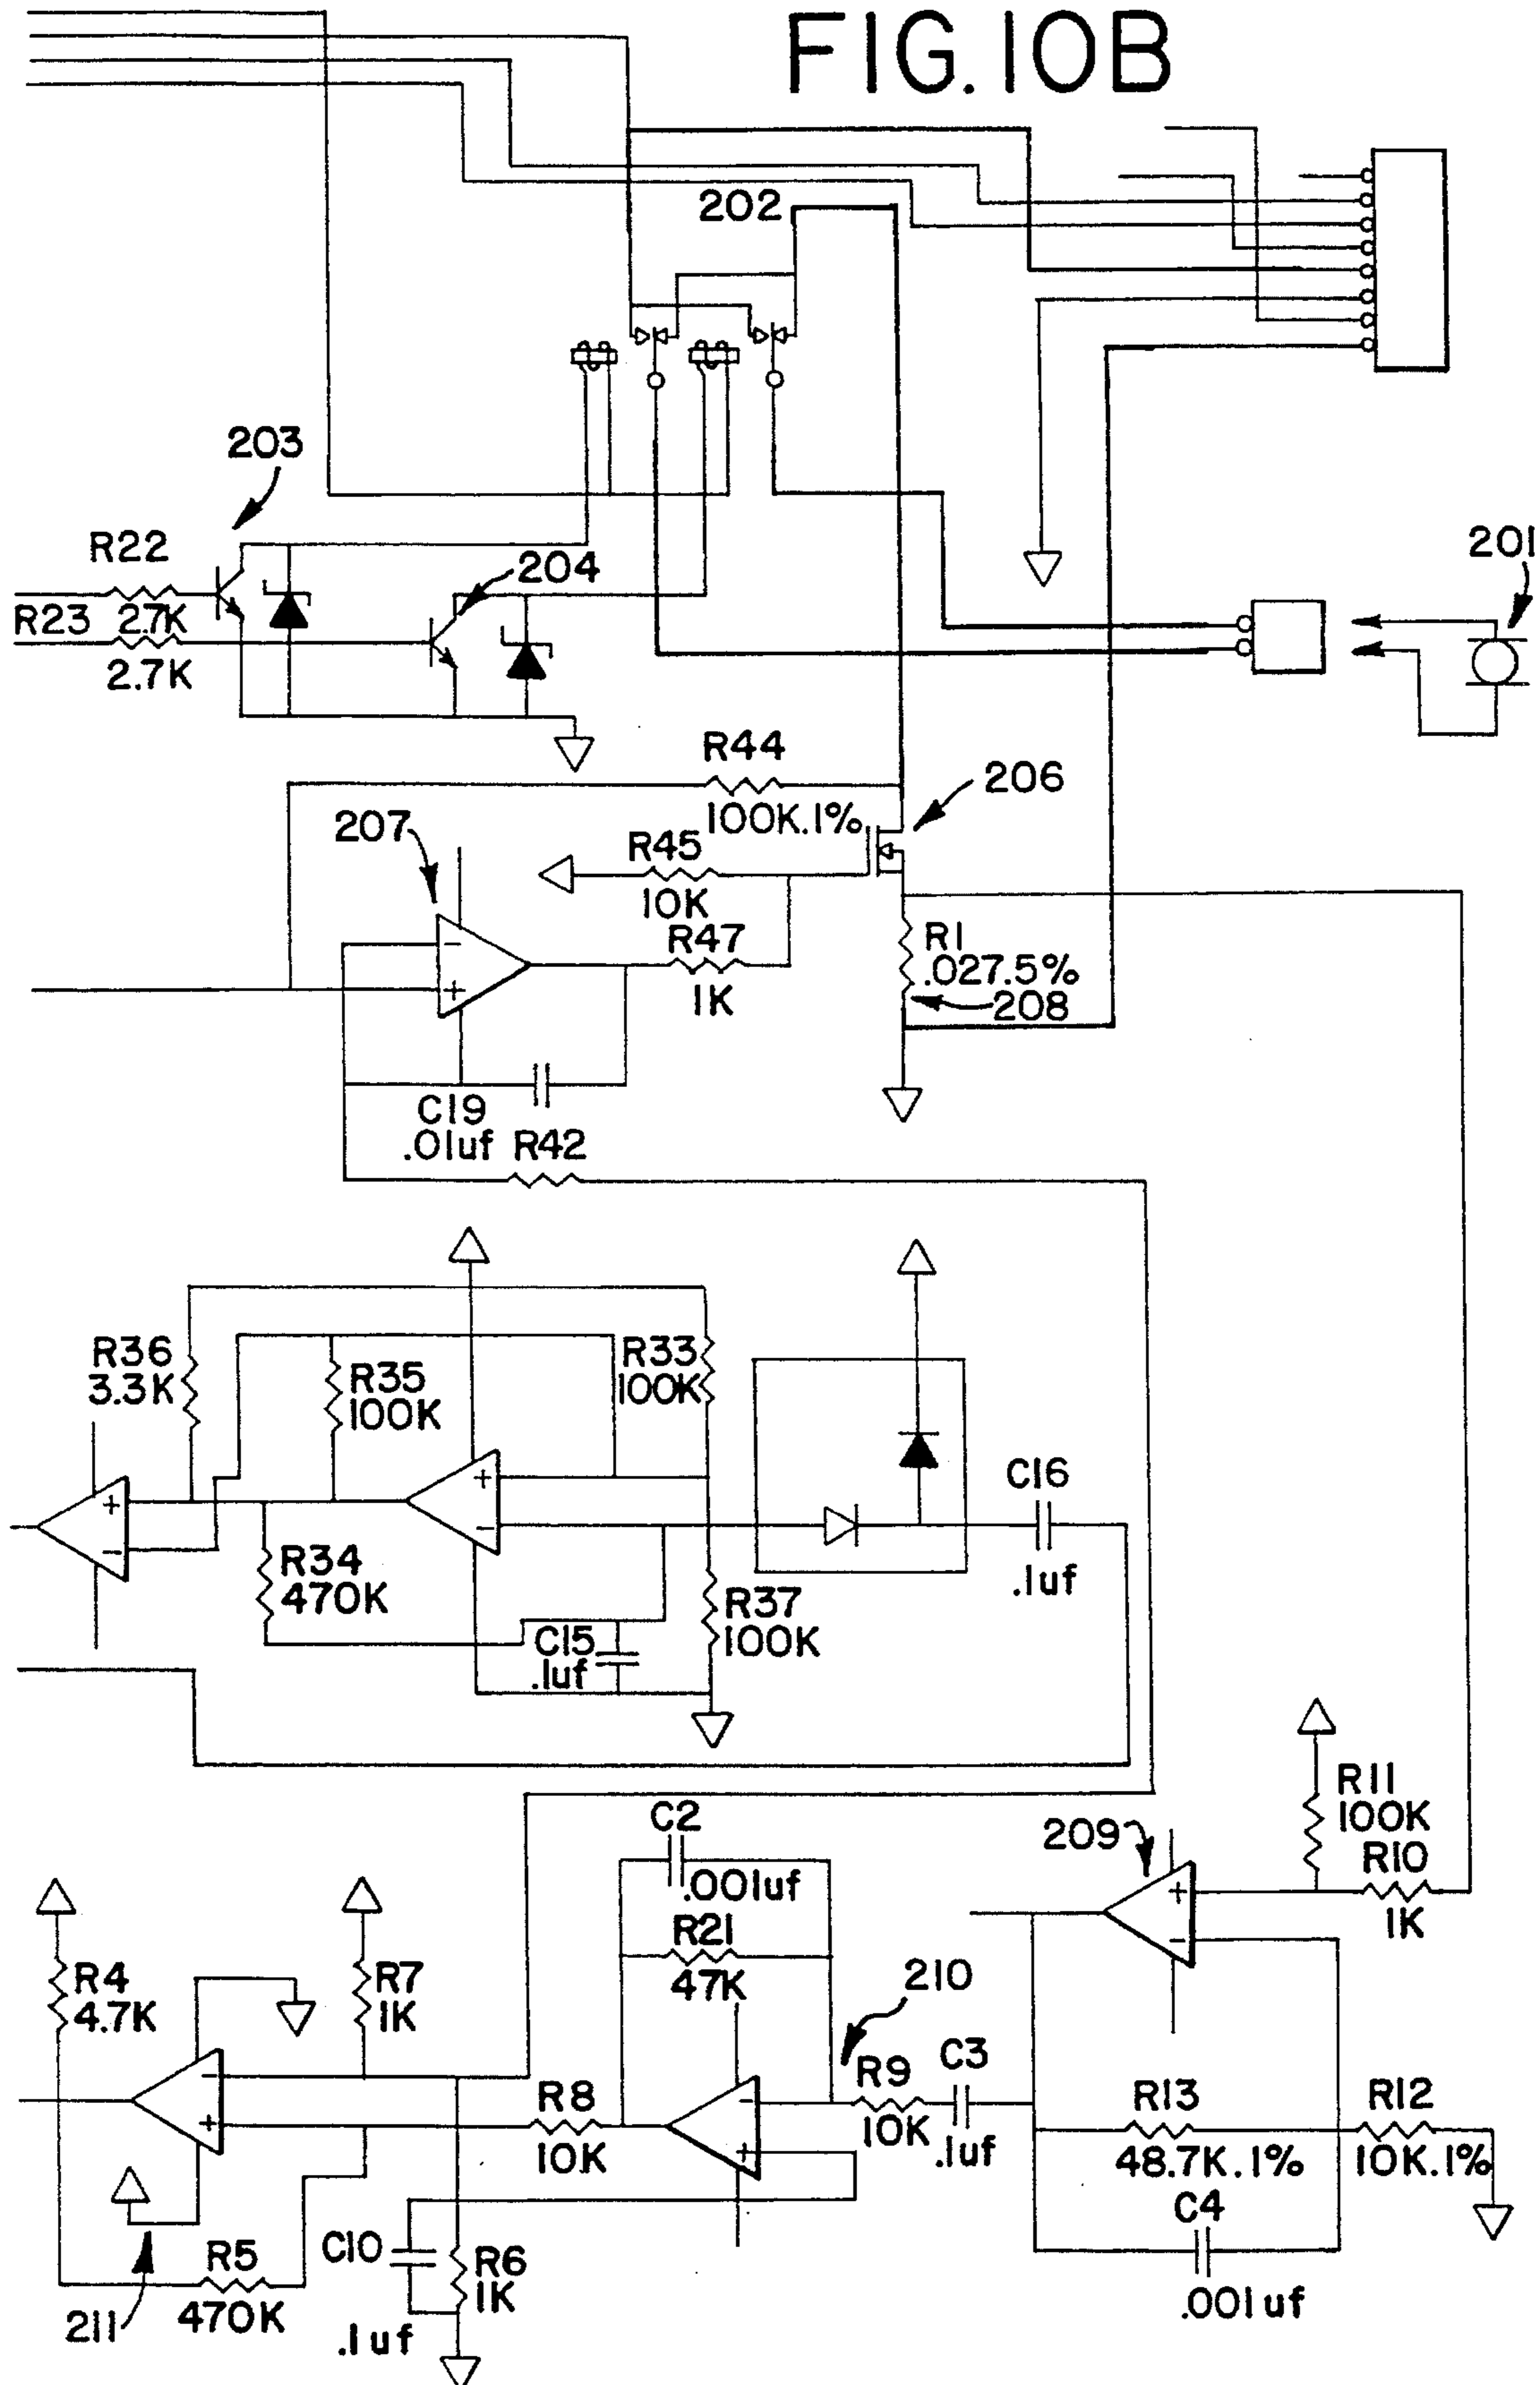 FIG. 10B
202
203
R22
2.7K
R23
2.7K
204
201
R44
100K.1%
206
207
R45
10K
R47
1K
-
+
R1
.027.5%
208
C19
.01uf
R42
R36
3.3K
R35
100K
R33
100K
+
-
+
-
C16
.1uf
R34
470K
C15
.1uf
R37
100K
R11
100K
209
R10
1K
+
-
C2
.001uf
R21
47K
210
R4
4.7K
R7
1K
-
+
R8
10K
-
+
R9
10K
C3
.1uf
R13
48.7K.1%
R12
10K.1%
C4
.001uf
R5
470K
211
C10
.1uf
R6
1K